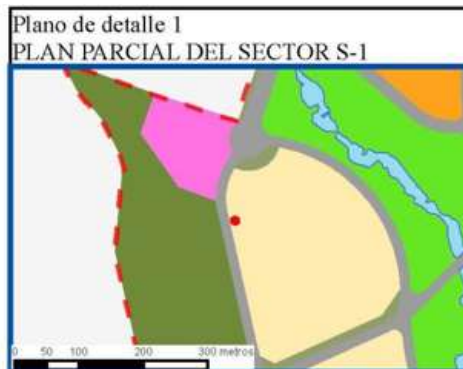 Plano de detalle 1
PLAN PARCIAL DEL SECTOR S-1
0 50 100 200 300 metros